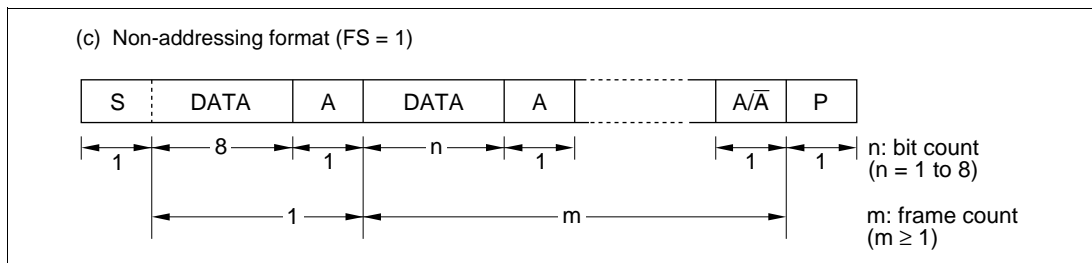 (c) Non-addressing format (FS = 1)
S DATA A DATA A A/A̅ P
1 8 1 n 1 1 1
n: bit count
(n = 1 to 8)
1 m
m: frame count
(m ≥ 1)